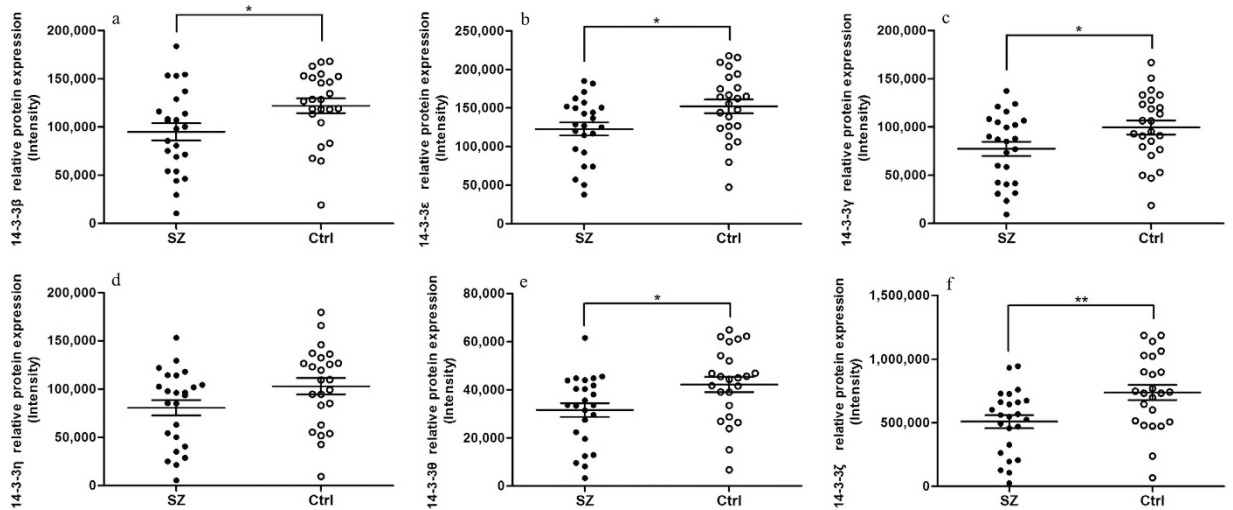 a
14-3-3β relative protein expression
(Intensity)
200,000
150,000
100,000
50,000
0
*
SZ
Ctrl
b
14-3-3ε relative protein expression
(Intensity)
250,000
200,000
150,000
100,000
50,000
0
*
SZ
Ctrl
c
14-3-3γ relative protein expression
(Intensity)
200,000
150,000
100,000
50,000
0
*
SZ
Ctrl
d
14-3-3η relative protein expression
(Intensity)
200,000
150,000
100,000
50,000
0
SZ
Ctrl
e
14-3-3θ relative protein expression
(Intensity)
80,000
60,000
40,000
20,000
0
*
SZ
Ctrl
f
14-3-3ζ relative protein expression
(Intensity)
1,500,000
1,000,000
500,000
0
**
SZ
Ctrl